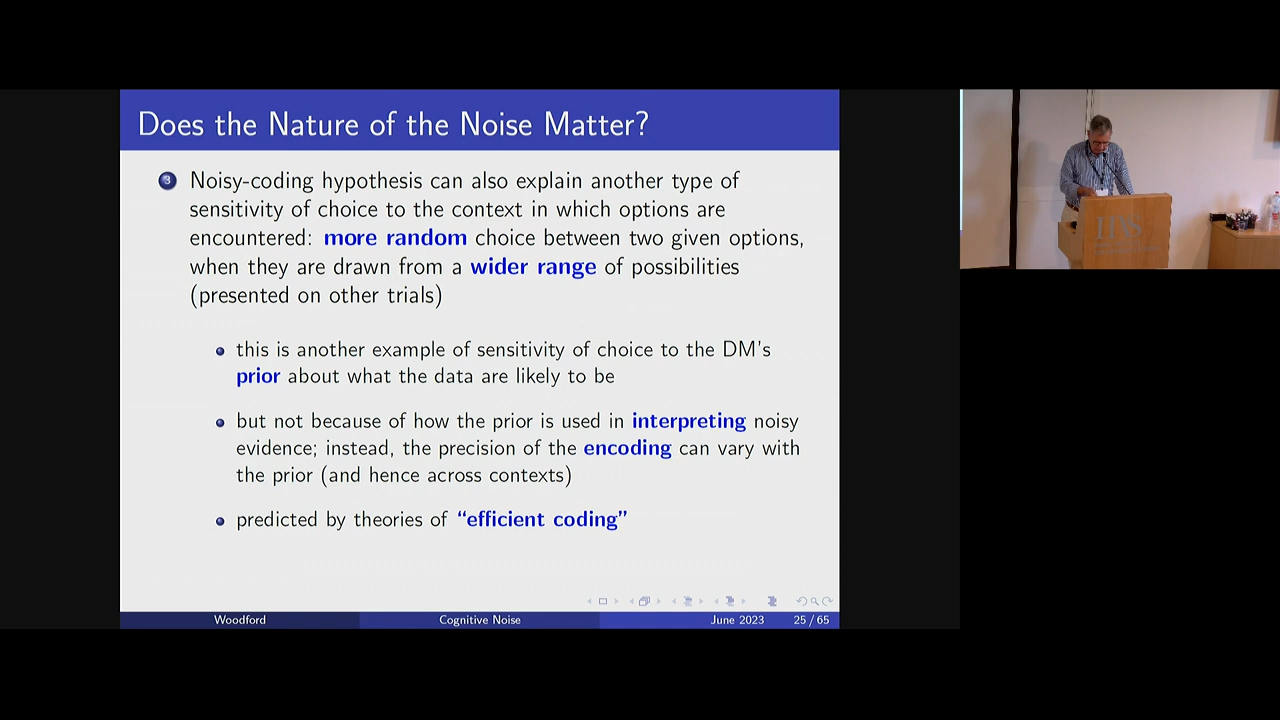 Does the Nature of the Noise Matter?
3
Noisy-coding hypothesis can also explain another type of
sensitivity of choice to the context in which options are
encountered: more random choice between two given options,
when they are drawn from a wider range of possibilities
(presented on other trials)
this is another example of sensitivity of choice to the DM's
prior about what the data are likely to be
but not because of how the prior is used in interpreting noisy
evidence; instead, the precision of the encoding can vary with
the prior (and hence across contexts)
predicted by theories of "efficient coding"
Woodford
Cognitive Noise
June 2023
25 / 65